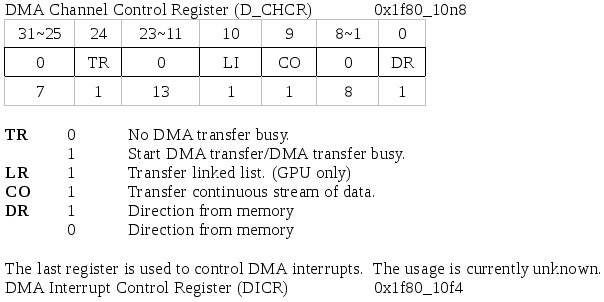 DMA Channel Control Register (D_CHCR) 0x1f80_10n8
31~25 24 23~11 10 9 8~1 0
0 TR 0 LI CO 0 DR
7 1 13 1 1 8 1
TR 0 No DMA transfer busy.
1 Start DMA transfer/DMA transfer busy.
LR 1 Transfer linked list. (GPU only)
CO 1 Transfer continuous stream of data.
DR 1 Direction from memory
0 Direction from memory
The last register is used to control DMA interrupts. The usage is currently unknown.
DMA Interrupt Control Register (DICR) 0x1f80_10f4